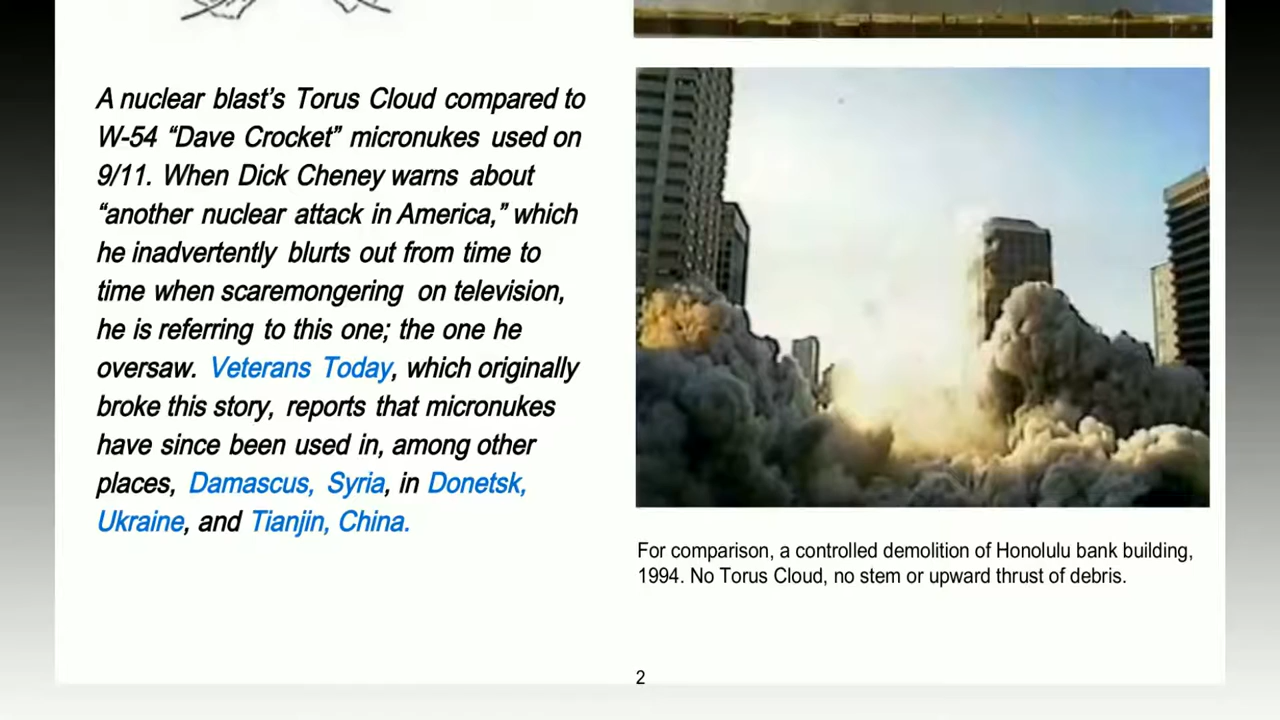 A nuclear blast's Torus Cloud compared to
W-54 “Dave Crocket” micronukes used on
9/11. When Dick Cheney warns about
“another nuclear attack in America,” which
he inadvertently blurts out from time to
time when scaremongering on television,
he is referring to this one; the one he
oversaw. Veterans Today, which originally
broke this story, reports that micronukes
have since been used in, among other
places, Damascus, Syria, in Donetsk,
Ukraine, and Tianjin, China.
For comparison, a controlled demolition of Honolulu bank building,
1994. No Torus Cloud, no stem or upward thrust of debris.
2